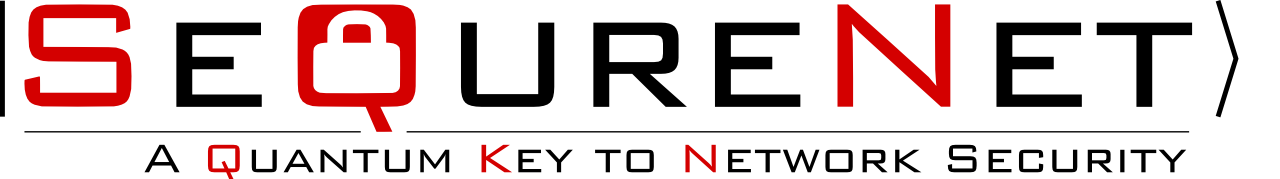 |SeQureNet⟩
A Quantum Key to Network Security